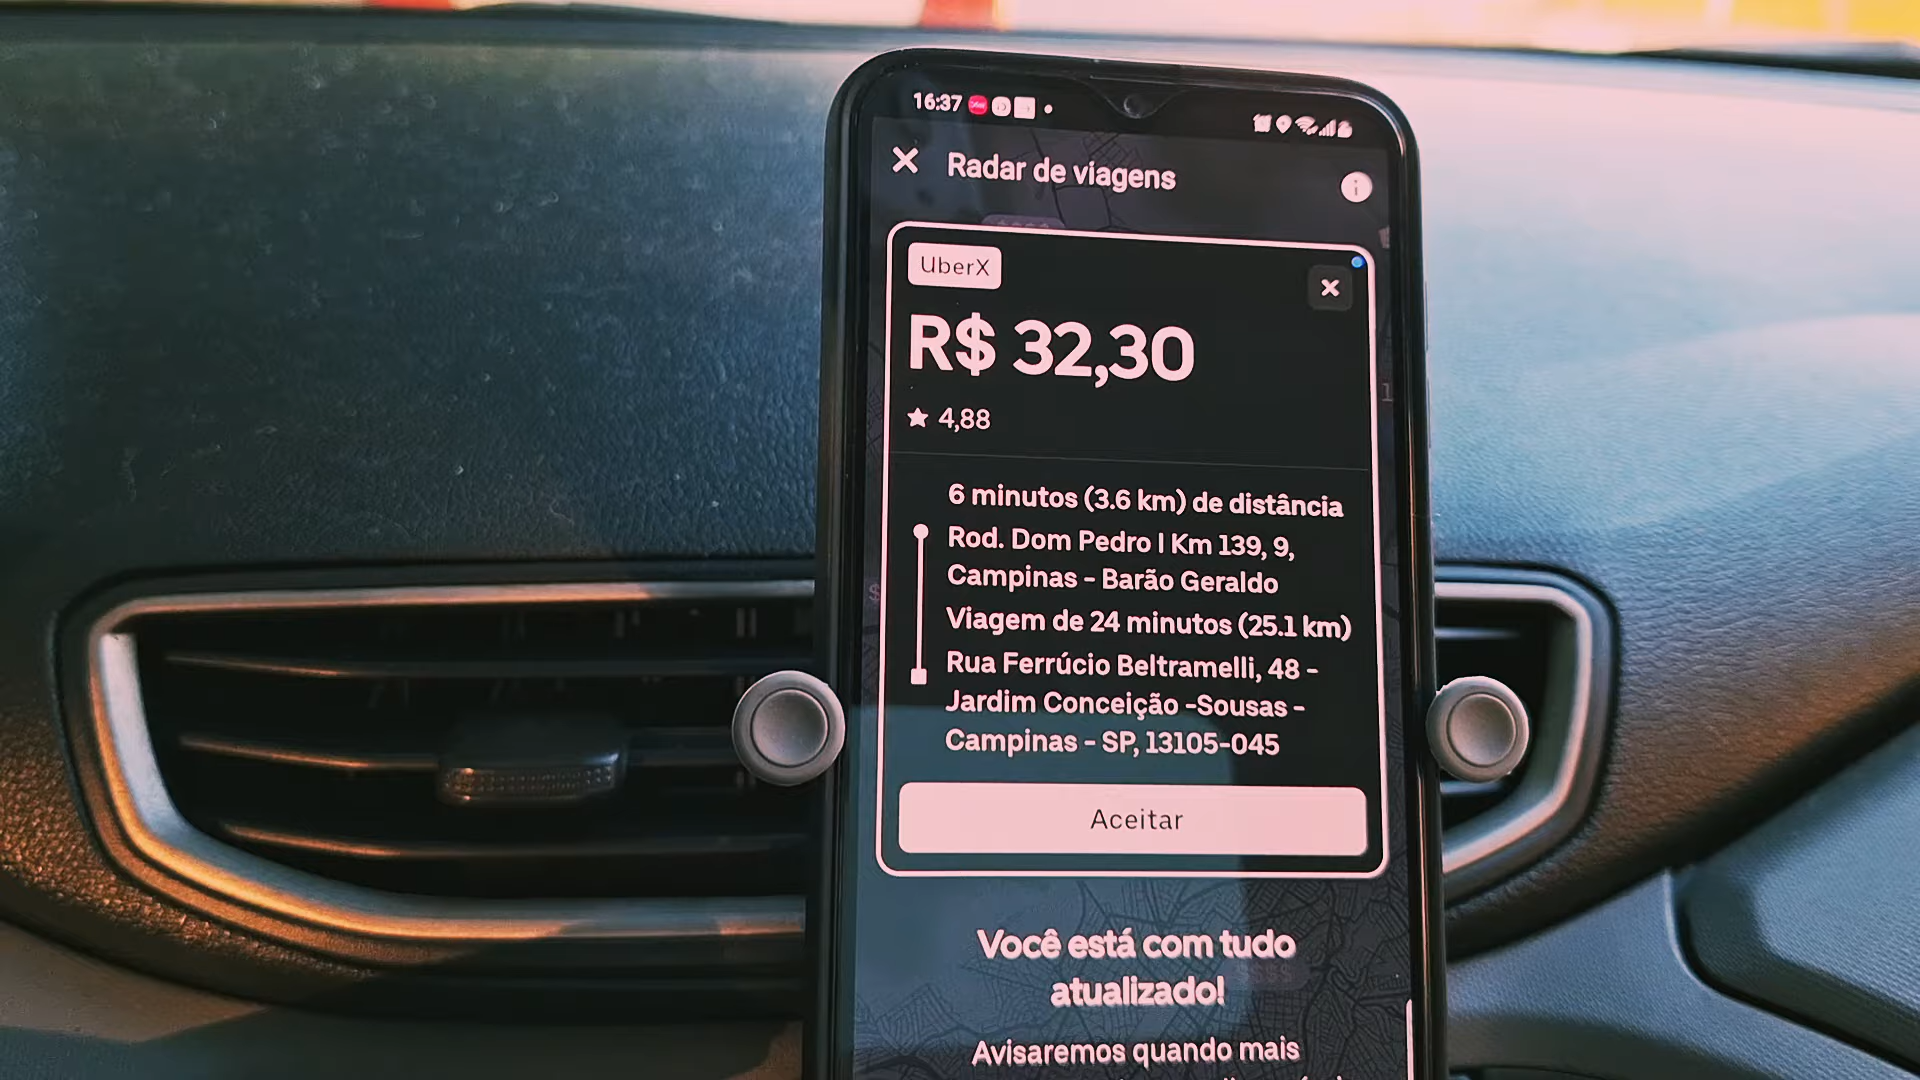 16:37
Radar de viagens
UberX
R$ 32,30
4,88
6 minutos (3.6 km) de distância
Rod. Dom Pedro I Km 139, 9,
Campinas - Barão Geraldo
Viagem de 24 minutos (25.1 km)
Rua Ferrúcio Beltramelli, 48 -
Jardim Conceição -Sousas -
Campinas - SP, 13105-045
Aceitar
Você está com tudo
atualizado!
Avisaremos quando mais